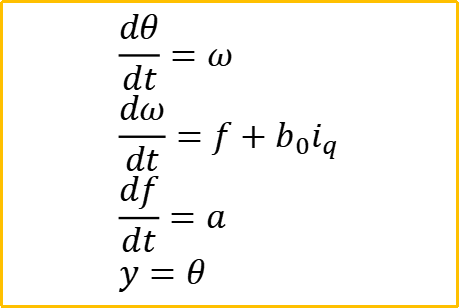 dθ/dt = ω
dω/dt = f + b₀i_q
df/dt = a
y = θ